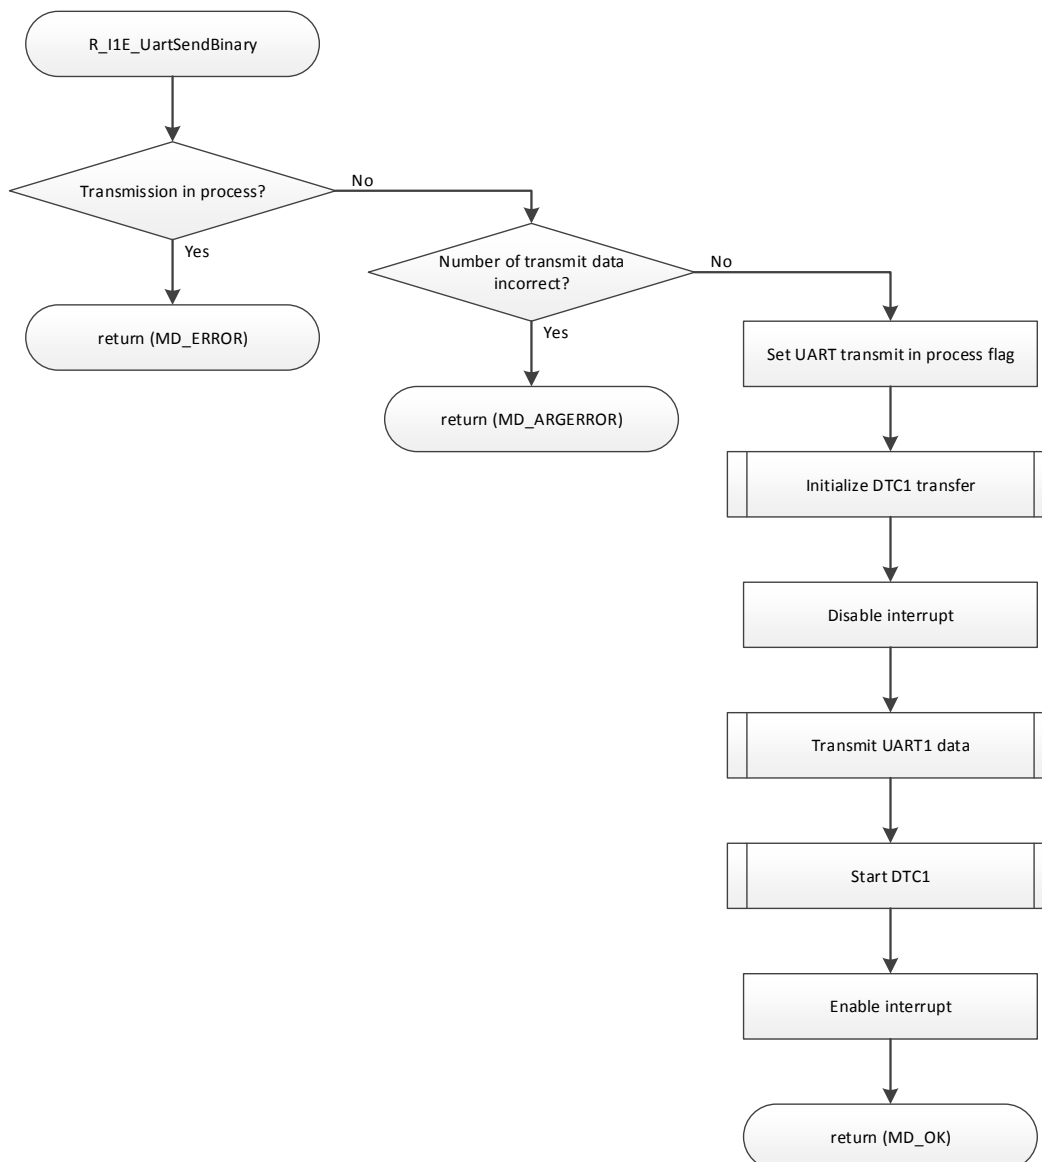 R_I1E_UartSendBinary
Transmission in process?
No
Yes
return (MD_ERROR)
Number of transmit data
incorrect?
No
Yes
return (MD_ARGERROR)
Set UART transmit in process flag
Initialize DTC1 transfer
Disable interrupt
Transmit UART1 data
Start DTC1
Enable interrupt
return (MD_OK)